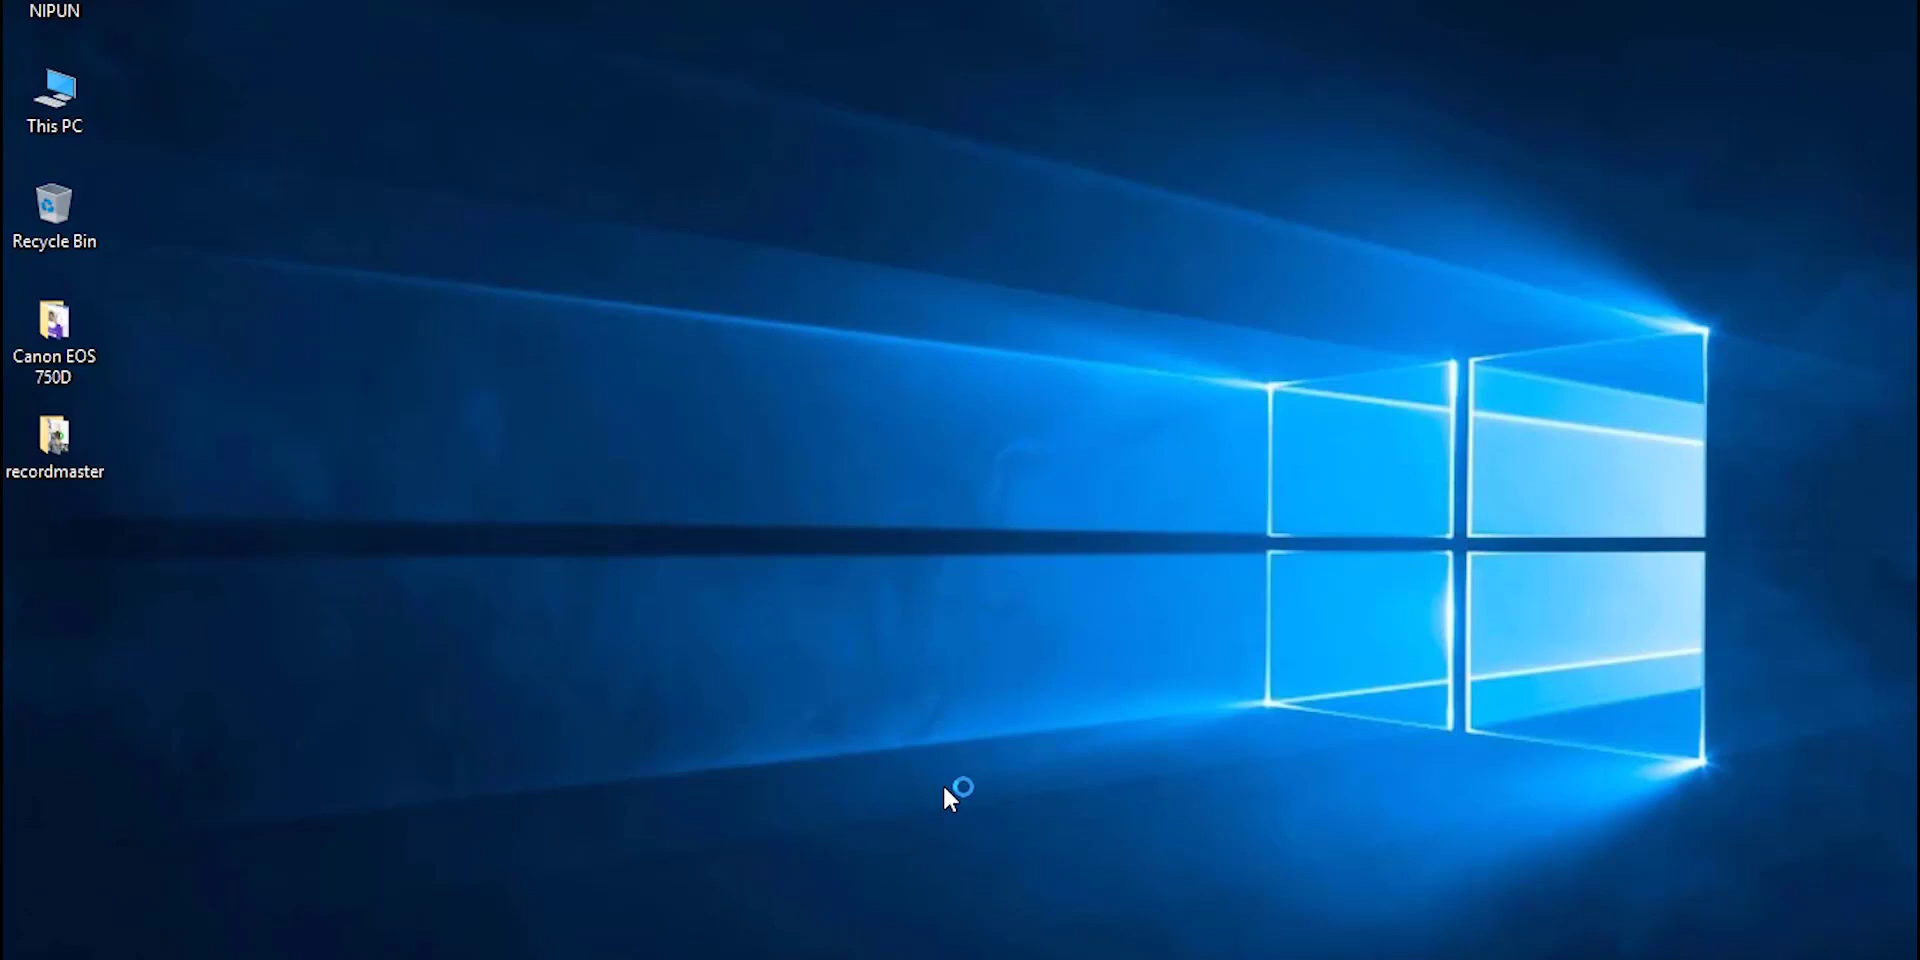 NIPUN
This PC
Recycle Bin
Canon EOS
750D
recordmaster